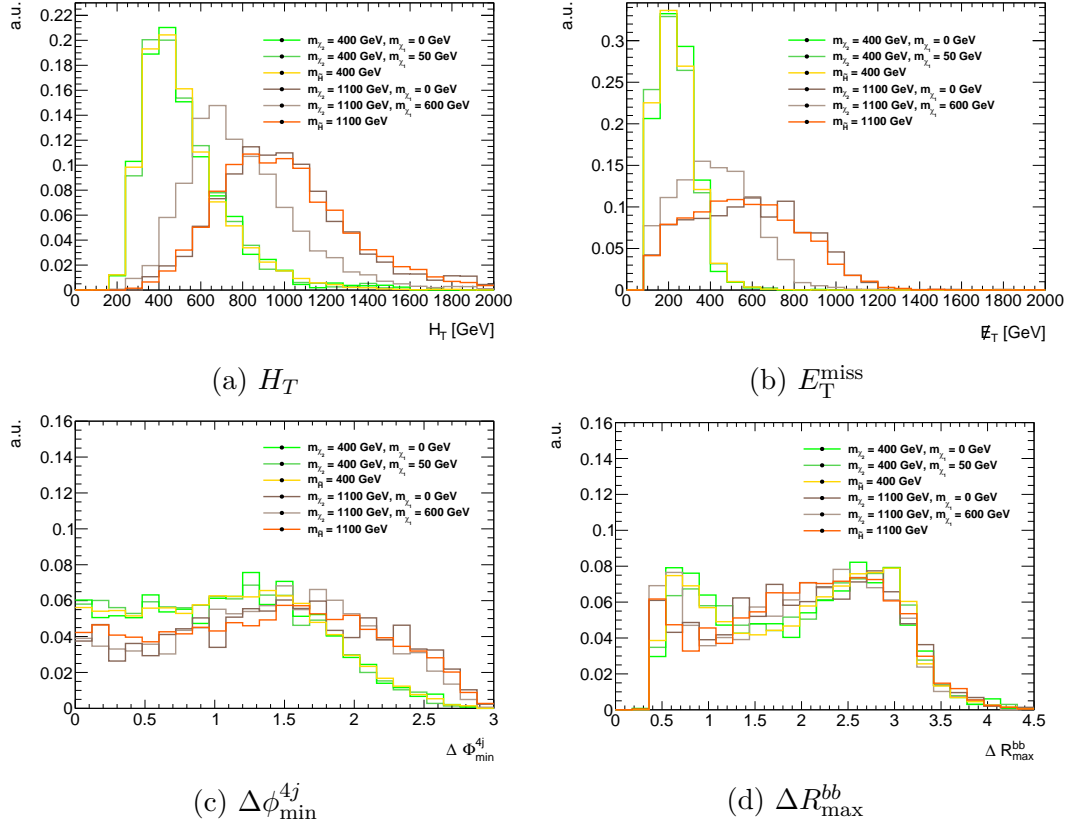 a.u.
0.22
0.2
0.18
0.16
0.14
0.12
0.1
0.08
0.06
0.04
0.02
0
m_χ₂ = 400 GeV, m_χ₁ = 0 GeV
m_χ₂ = 400 GeV, m_χ₁ = 50 GeV
m_H̃ = 400 GeV
m_χ₂ = 1100 GeV, m_χ₁ = 0 GeV
m_χ₂ = 1100 GeV, m_χ₁ = 600 GeV
m_H̃ = 1100 GeV
0 200 400 600 800 1000 1200 1400 1600 1800 2000
H_T [GeV]
(a) H_T
a.u.
0.3
0.25
0.2
0.15
0.1
0.05
0
m_χ₂ = 400 GeV, m_χ₁ = 0 GeV
m_χ₂ = 400 GeV, m_χ₁ = 50 GeV
m_H̃ = 400 GeV
m_χ₂ = 1100 GeV, m_χ₁ = 0 GeV
m_χ₂ = 1100 GeV, m_χ₁ = 600 GeV
m_H̃ = 1100 GeV
0 200 400 600 800 1000 1200 1400 1600 1800 2000
E̸_T [GeV]
(b) E_T^miss
a.u.
0.16
0.14
0.12
0.1
0.08
0.06
0.04
0.02
0
m_χ₂ = 400 GeV, m_χ₁ = 0 GeV
m_χ₂ = 400 GeV, m_χ₁ = 50 GeV
m_H̃ = 400 GeV
m_χ₂ = 1100 GeV, m_χ₁ = 0 GeV
m_χ₂ = 1100 GeV, m_χ₁ = 600 GeV
m_H̃ = 1100 GeV
0 0.5 1 1.5 2 2.5 3
Δ Φ_min^4j
(c) Δϕ_min^4j
a.u.
0.16
0.14
0.12
0.1
0.08
0.06
0.04
0.02
0
m_χ₂ = 400 GeV, m_χ₁ = 0 GeV
m_χ₂ = 400 GeV, m_χ₁ = 50 GeV
m_H̃ = 400 GeV
m_χ₂ = 1100 GeV, m_χ₁ = 0 GeV
m_χ₂ = 1100 GeV, m_χ₁ = 600 GeV
m_H̃ = 1100 GeV
0 0.5 1 1.5 2 2.5 3 3.5 4 4.5
Δ R_max^bb
(d) ΔR_max^bb